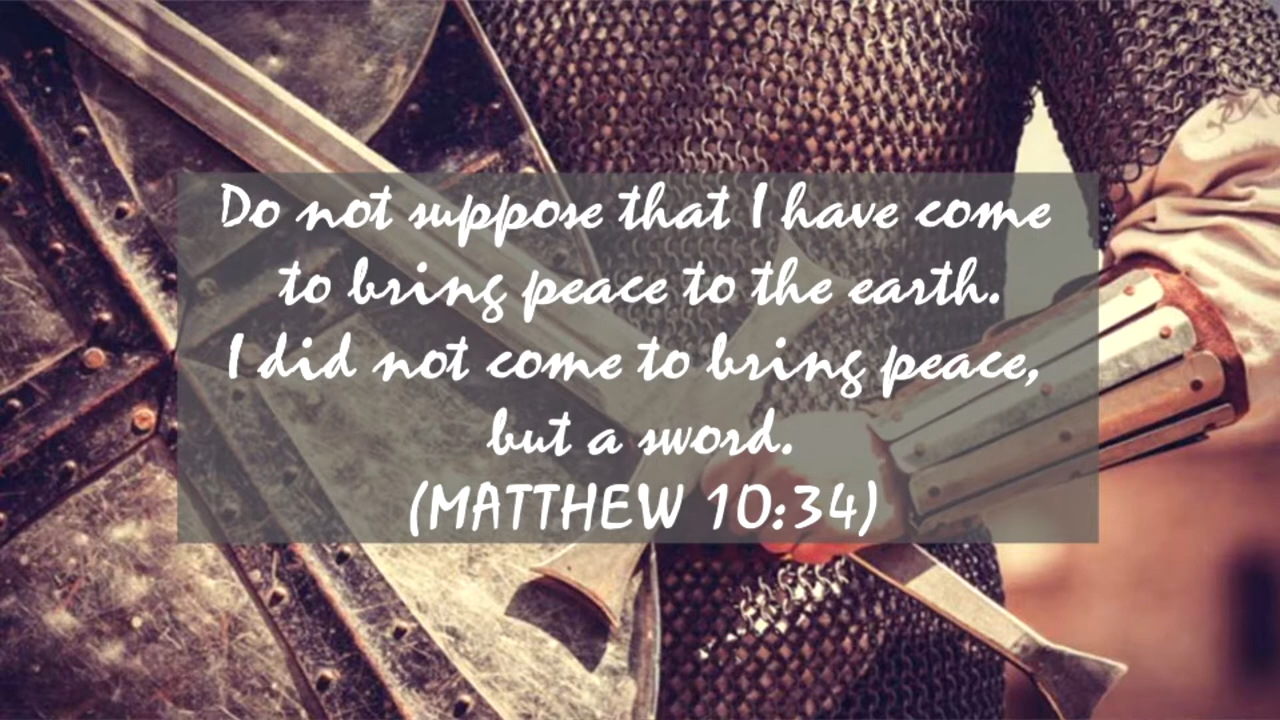 Do not suppose that I have come
to bring peace to the earth.
I did not come to bring peace,
but a sword.
(MATTHEW 10:34)